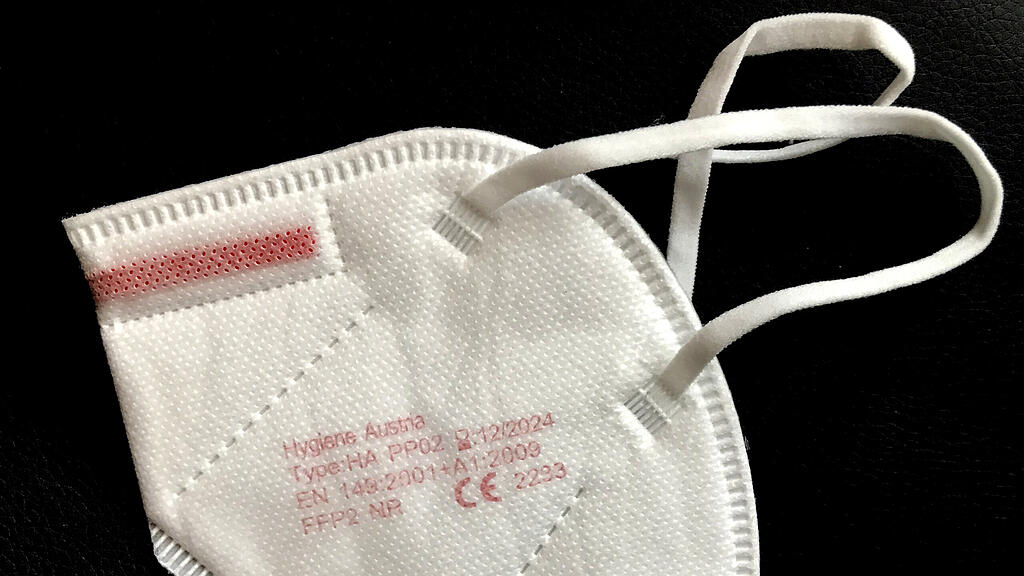 Hygiene Austria
Type:HA PP02 ⌛:12/2024
EN 149:2001+A1:2009
FFP2 NR CE 2233